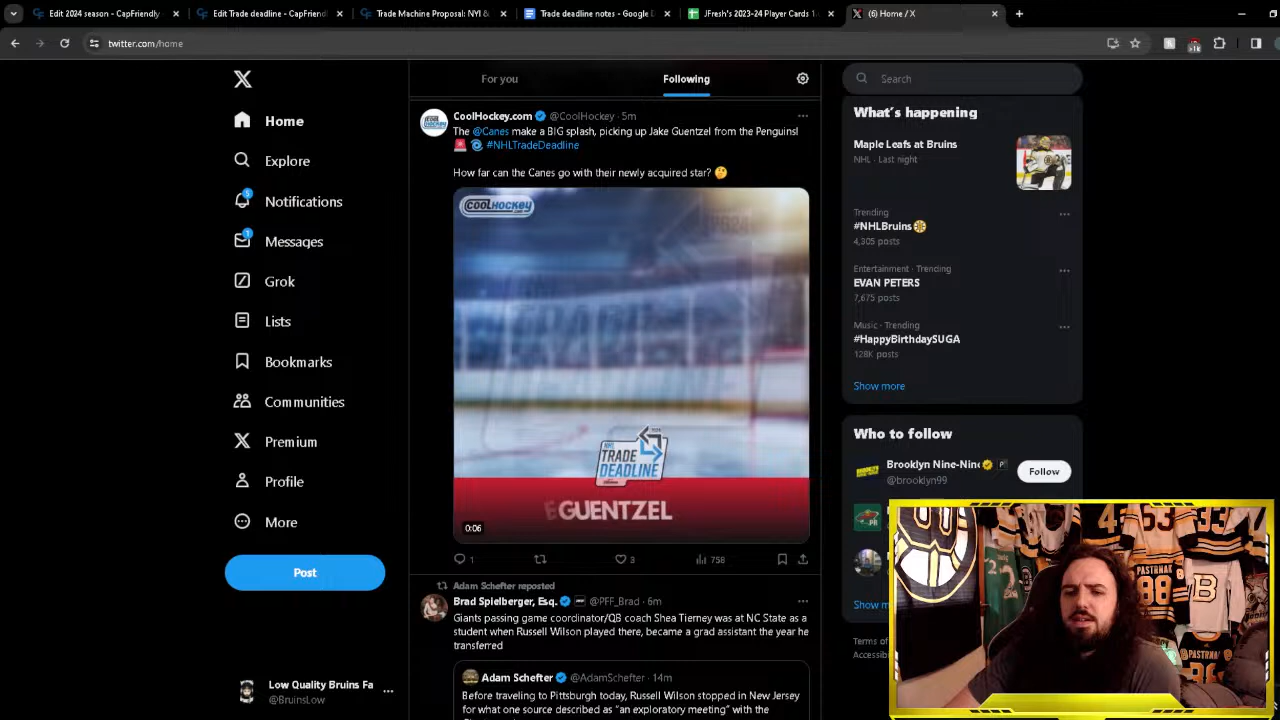 Edit 2024 season - CapFriendly
Edit Trade deadline - CapFriendl
Trade Machine Proposal: NYI &
Trade deadline notes - Google D
JFresh's 2023-24 Player Cards 1.
(6) Home / X
twitter.com/home
For you
Following
Search
Home
Explore
5
Notifications
1
Messages
Grok
Lists
Bookmarks
Communities
Premium
Profile
More
Post
Low Quality Bruins Fa
@BruinsLow
CoolHockey.com @CoolHockey · 5m
The @Canes make a BIG splash, picking up Jake Guentzel from the Penguins!
#NHLTradeDeadline
How far can the Canes go with their newly acquired star?
COOLHOCKEY
.com
NHL
TRADE
DEADLINE
GUENTZEL
0:06
1
3
758
Adam Schefter reposted
Brad Spielberger, Esq. @PFF_Brad · 6m
Giants passing game coordinator/QB coach Shea Tierney was at NC State as a
student when Russell Wilson played there, became a grad assistant the year he
transferred
Adam Schefter @AdamSchefter · 14m
Before traveling to Pittsburgh today, Russell Wilson stopped in New Jersey
for what one source described as “an exploratory meeting” with the
What's happening
Maple Leafs at Bruins
NHL · Last night
Trending
#NHLBruins
4,305 posts
Entertainment · Trending
EVAN PETERS
7,675 posts
Music · Trending
#HappyBirthdaySUGA
128K posts
Show more
Who to follow
Brooklyn Nine-Nine
@brooklyn99
Follow
Show m
Terms of
Accessib
PASTRNAK
88
B
33
PASTRNAK